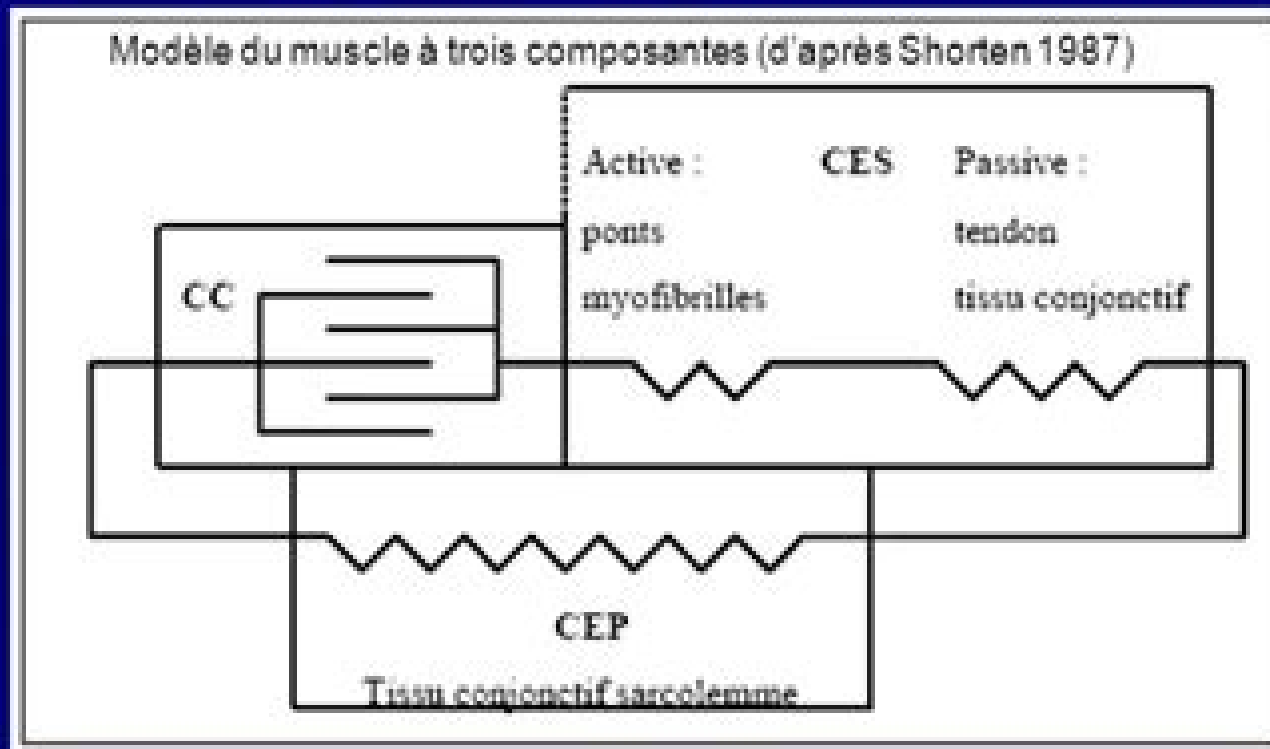 Modèle du muscle à trois composantes (d'après Shorten 1987)
Active : CES Passive :
ponts tendon
CC myofibrilles tissu conjonctif
CEP
Tissu conjonctif sarcolemme